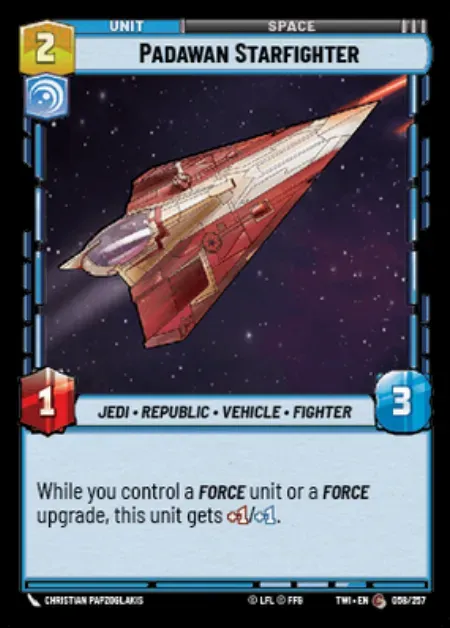 UNIT
SPACE
2
PADAWAN STARFIGHTER
1
3
JEDI • REPUBLIC • VEHICLE • FIGHTER
While you control a FORCE unit or a FORCE
upgrade, this unit gets +1/+1.
CHRISTIAN PAPZOGLAKIS
© LFL © FFG
TWI • EN
C
058/257